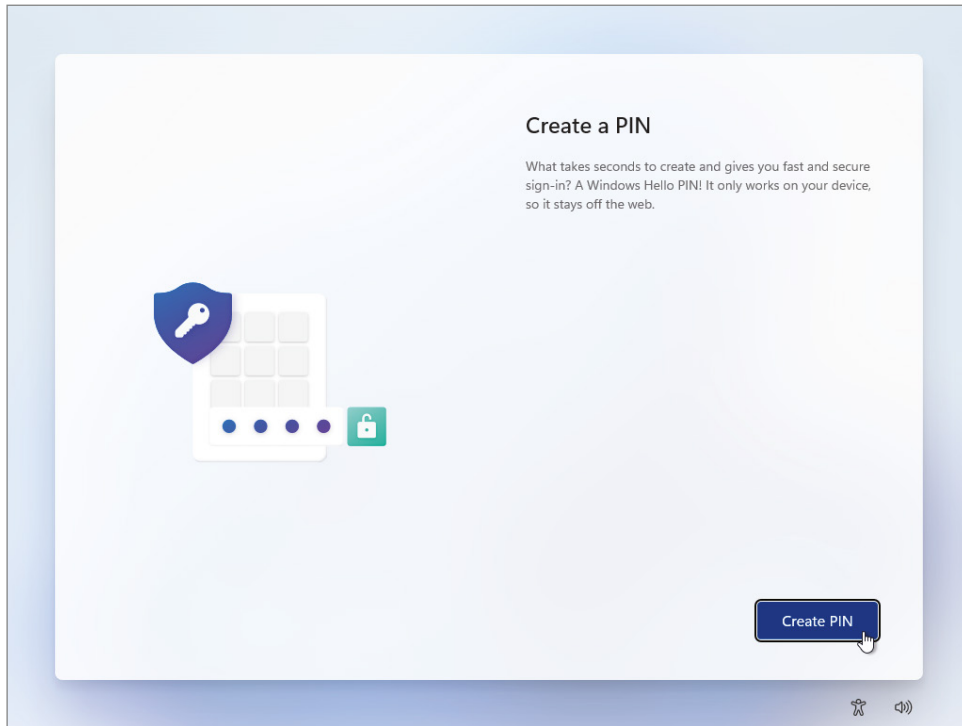 Create a PIN
What takes seconds to create and gives you fast and secure
sign-in? A Windows Hello PIN! It only works on your device,
so it stays off the web.
Create PIN